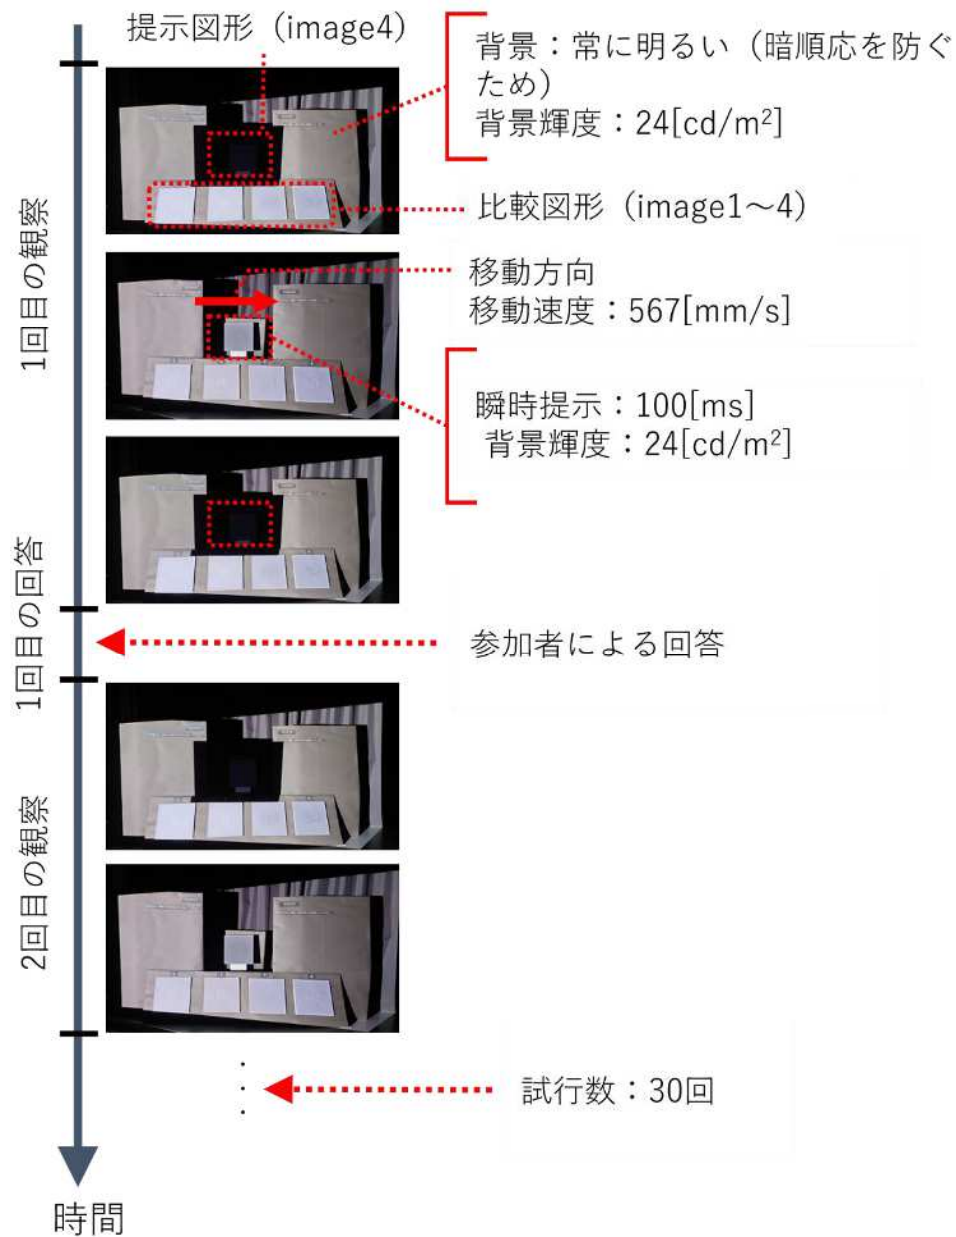 提示図形（image4）
背景：常に明るい（暗順応を防ぐ
ため）
背景輝度：24[cd/m²]
比較図形（image1～4）
1回目の観察
移動方向
移動速度：567[mm/s]
瞬時提示：100[ms]
背景輝度：24[cd/m²]
1回目の回答
参加者による回答
2回目の観察
試行数：30回
時間